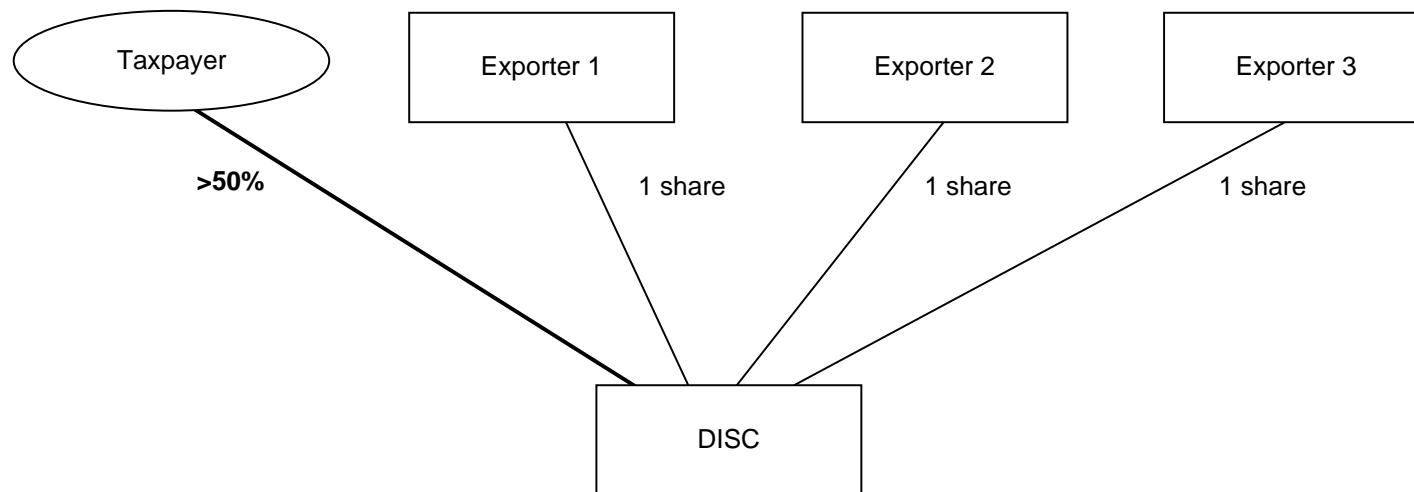 Taxpayer
Exporter 1
Exporter 2
Exporter 3
>50%
1 share
1 share
1 share
DISC